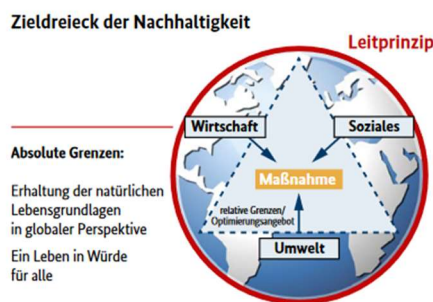 Zieldreieck der Nachhaltigkeit
Leitprinzip
Wirtschaft
Soziales
Absolute Grenzen:
Maßnahme
Erhaltung der natürlichen
Lebensgrundlagen
in globaler Perspektive
relative Grenzen/
Optimierungsangebot
Umwelt
Ein Leben in Würde
für alle